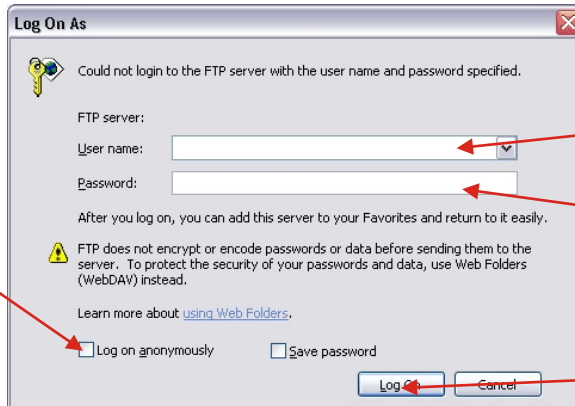 Log On As
Could not login to the FTP server with the user name and password specified.
FTP server:
User name:
Password:
After you log on, you can add this server to your Favorites and return to it easily.
FTP does not encrypt or encode passwords or data before sending them to the
server. To protect the security of your passwords and data, use Web Folders
(WebDAV) instead.
Learn more about using Web Folders.
Log on anonymously Save password
Log On Cancel